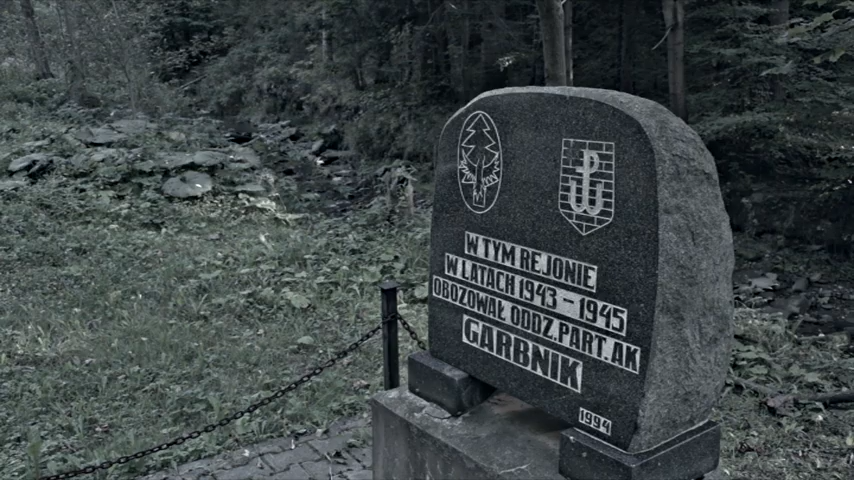 W TYM REJONIE
W LATACH 1943 - 1945
OBOZOWAŁ ODDZ.PART.AK
GARBNIK
1994